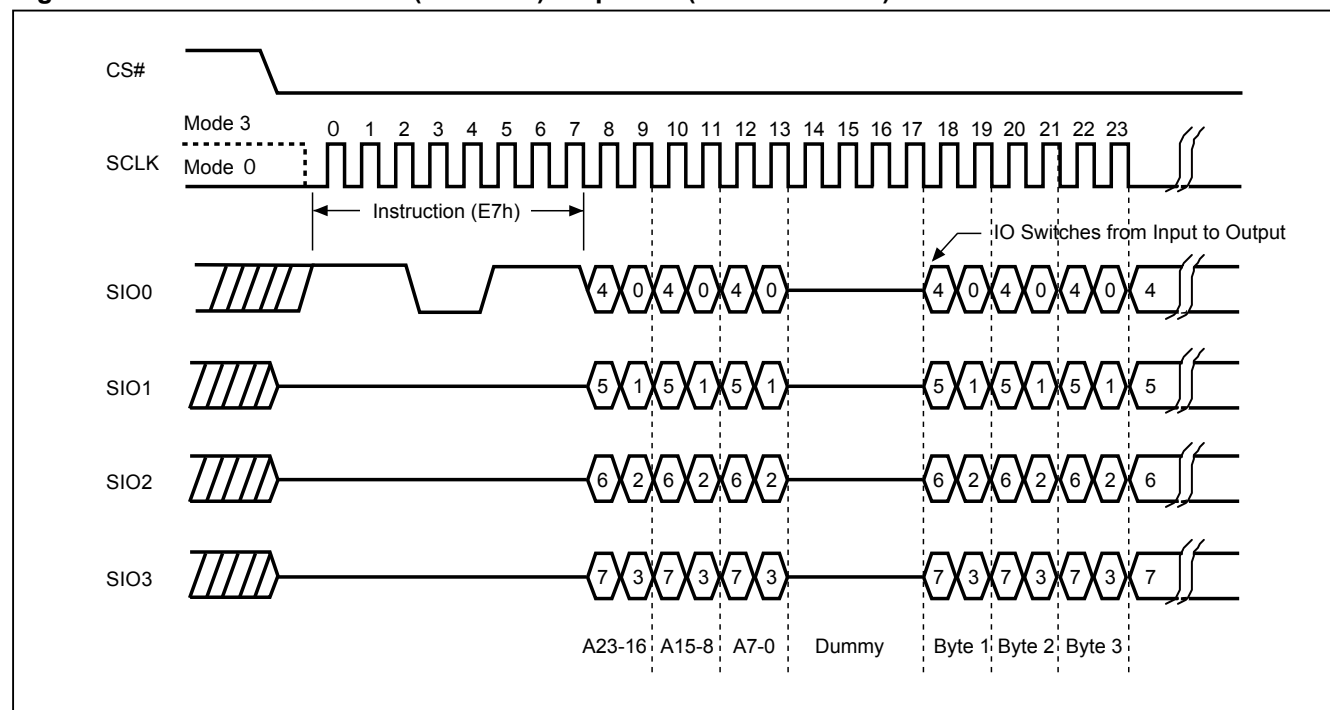 CS#
Mode 3
0 1 2 3 4 5 6 7 8 9 10 11 12 13 14 15 16 17 18 19 20 21 22 23
SCLK
Mode 0
Instruction (E7h)
IO Switches from Input to Output
SIO0
4 0 4 0 4 0 4 0 4 0 4 0 4
SIO1
5 1 5 1 5 1 5 1 5 1 5 1 5
SIO2
6 2 6 2 6 2 6 2 6 2 6 2 6
SIO3
7 3 7 3 7 3 7 3 7 3 7 3 7
A23-16 A15-8 A7-0 Dummy Byte 1 Byte 2 Byte 3